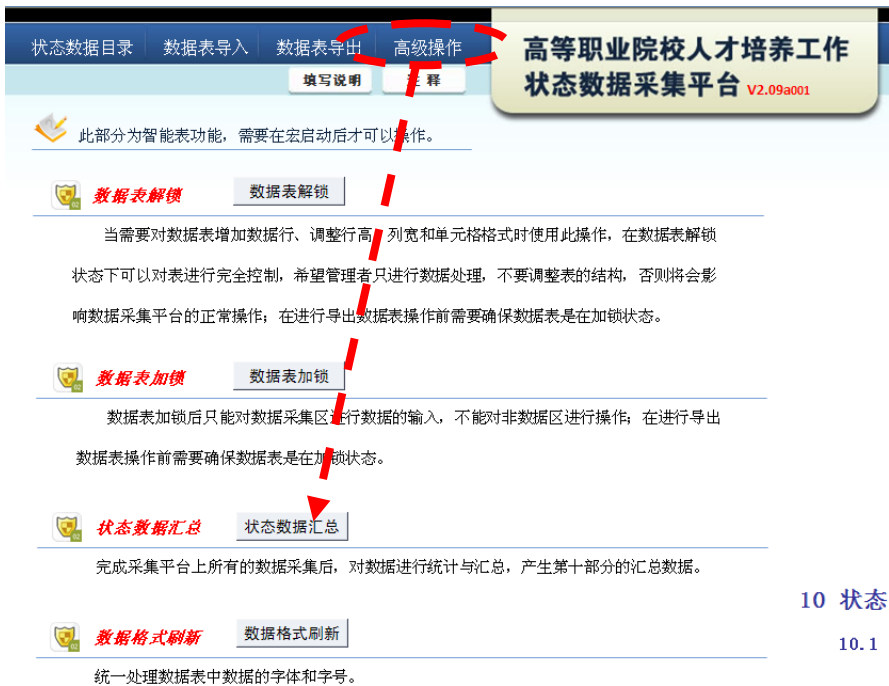 状态数据目录 数据表导入 数据表导出 高级操作
高等职业院校人才培养工作
状态数据采集平台 V2.09a001
填写说明 注 释
此部分为智能表功能，需要在宏启动后才可以操作。
数据表解锁 数据表解锁
当需要对数据表增加数据行、调整行高、列宽和单元格格式时使用此操作，在数据表解锁
状态下可以对表进行完全控制，希望管理者只进行数据处理，不要调整表的结构，否则将会影
响数据采集平台的正常操作；在进行导出数据表操作前需要确保数据表是在加锁状态。
数据表加锁 数据表加锁
数据表加锁后只能对数据采集区进行数据的输入，不能对非数据区进行操作；在进行导出
数据表操作前需要确保数据表是在加锁状态。
状态数据汇总 状态数据汇总
完成采集平台上所有的数据采集后，对数据进行统计与汇总，产生第十部分的汇总数据。
10 状态
数据格式刷新 数据格式刷新
10.1
统一处理数据表中数据的字体和字号。